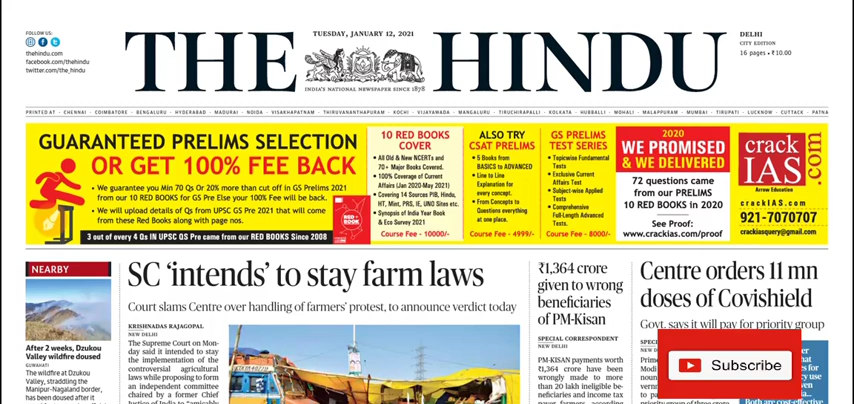 FOLLOW US:
thehindu.com
facebook.com/thehindu
twitter.com/the_hindu
TUESDAY, JANUARY 12, 2021
THE HINDU
INDIA'S NATIONAL NEWSPAPER SINCE 1878
DELHI
CITY EDITION
16 pages • ₹10.00
PRINTED AT · CHENNAI · COIMBATORE · BENGALURU · HYDERABAD · MADURAI · NOIDA · VISAKHAPATNAM · THIRUVANANTHAPURAM · KOCHI · VIJAYAWADA · MANGALURU · TIRUCHIRAPALLI · KOLKATA · HUBBALLI · MOHALI · MALAPPURAM · MUMBAI · TIRUPATI · LUCKNOW · CUTTACK · PATNA
GUARANTEED PRELIMS SELECTION
OR GET 100% FEE BACK
• We guarantee you Min 70 Qs Or 20% more than cut off in GS Prelims 2021
from our 10 RED BOOKS for GS Pre Else your 100% Fee will be back.
• We will upload details of Qs from UPSC GS Pre 2021 that will come
from these Red Books along with page nos.
3 out of every 4 Qs IN UPSC GS Pre came from our RED BOOKS Since 2008
RED BOOK
10 RED BOOKS
COVER
• All Old & New NCERTs and
70+ Major Books Covered.
• 100% Coverage of Current
Affairs (Jan 2020-May 2021)
• Covering 14 Sources PIB, Hindu,
HT, Mint, PRS, IE, UNO Sites etc.
• Synopsis of India Year Book
& Eco Survey 2021
Course Fee - 10000/-
ALSO TRY
CSAT PRELIMS
• 5 Books from
BASICS to ADVANCED
• Line to Line
Explanation for
every concept.
• From Concepts to
Questions everything
at one place.
Course Fee - 4999/-
GS PRELIMS
TEST SERIES
• Topicwise Fundamental
Tests
• Exclusive Current
Affairs Test
• Subject-wise Applied
Tests
• Comprehensive
Full-Length Advanced
Tests.
Course Fee - 8000/-
2020
WE PROMISED
& WE DELIVERED
72 questions came
from our PRELIMS
10 RED BOOKS in 2020
See Proof:
www.crackias.com/proof
crack
IAS.com
Arrow Education
crackIAS.com
921-7070707
crackiasquery@gmail.com
NEARBY
After 2 weeks, Dzukou
Valley wildfire doused
GUWAHATI
The wildfire at Dzukou
Valley, straddling the
Manipur-Nagaland border,
has been doused after it
SC ‘intends’ to stay farm laws
Court slams Centre over handling of farmers’ protest, to announce verdict today
KRISHNADAS RAJAGOPAL
NEW DELHI
The Supreme Court on Mon-
day said it intended to stay
the implementation of the
controversial agricultural
laws while proposing to form
an independent committee
chaired by a former Chief
Justice of India to “amicably
₹1,364 crore
given to wrong
beneficiaries
of PM-Kisan
SPECIAL CORRESPONDENT
NEW DELHI
PM-KISAN payments worth
₹1,364 crore have been
wrongly made to more
than 20 lakh ineligible be-
neficiaries and income tax
payer farmers, according
Centre orders 11 mn
doses of Covishield
Govt. says it will pay for priority group
Subscribe
Both are cost-effective